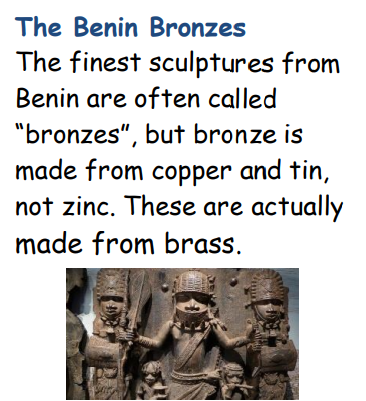 The Benin Bronzes
The finest sculptures from
Benin are often called
“bronzes”, but bronze is
made from copper and tin,
not zinc. These are actually
made from brass.